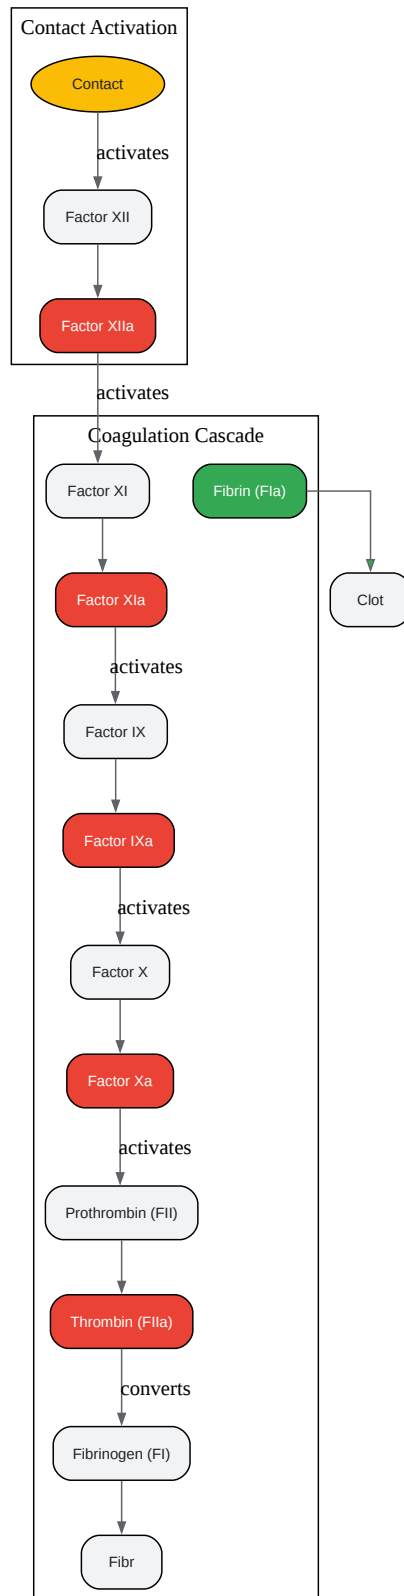 Contact Activation
Contact
activates
Factor XII
Factor XIIa
activates
Coagulation Cascade
Factor XI
Fibrin (FIa)
Factor XIa
Clot
activates
Factor IX
Factor IXa
activates
Factor X
Factor Xa
activates
Prothrombin (FII)
Thrombin (FIIa)
converts
Fibrinogen (FI)
Fibr